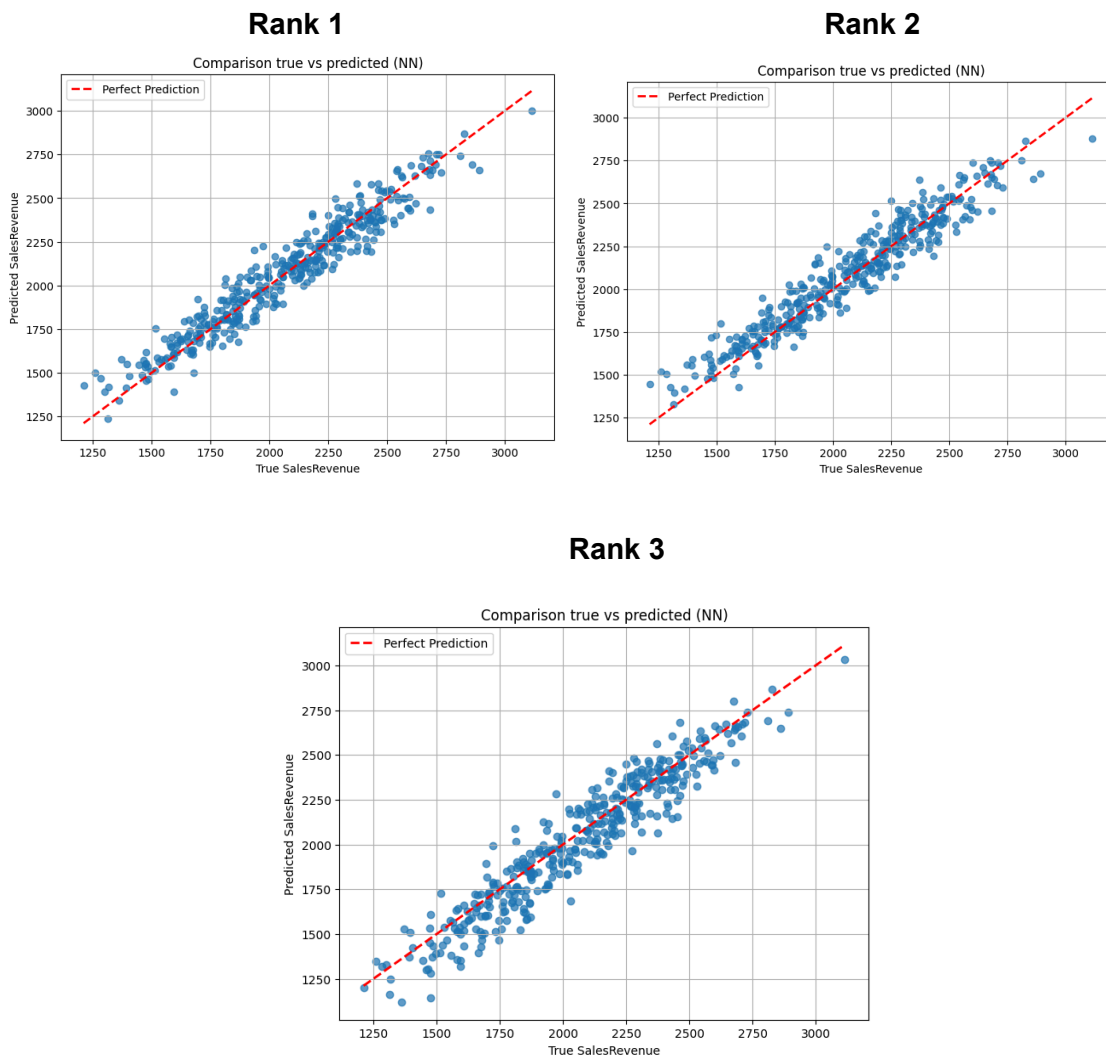 Rank 1
Rank 2
Comparison true vs predicted (NN)
Perfect Prediction
3000
2750
2500
2250
2000
1750
1500
1250
Predicted SalesRevenue
1250 1500 1750 2000 2250 2500 2750 3000
True SalesRevenue
Comparison true vs predicted (NN)
Perfect Prediction
3000
2750
2500
2250
2000
1750
1500
1250
Predicted SalesRevenue
1250 1500 1750 2000 2250 2500 2750 3000
True SalesRevenue
Rank 3
Comparison true vs predicted (NN)
Perfect Prediction
3000
2750
2500
2250
2000
1750
1500
1250
Predicted SalesRevenue
1250 1500 1750 2000 2250 2500 2750 3000
True SalesRevenue